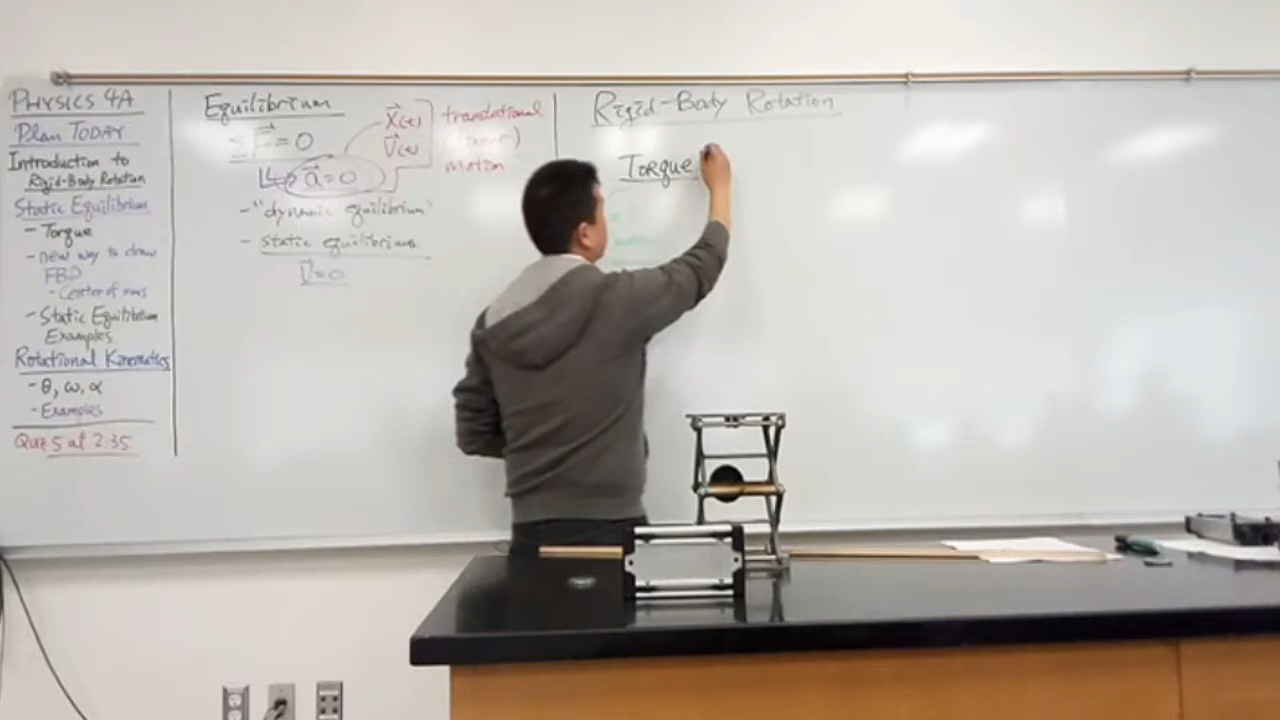 PHYSICS 4A
Plan TODAY
Introduction to
Rigid-Body Rotation
Static Equilibrium
- Torque
- new way to draw
FBD
- Center of mass
- Static Equilibrium
Examples
Rotational Kinematics
- θ, ω, α
- Examples
Quiz 5 at 2:35
Equilibrium
ΣF⃗ = 0
↳ a⃗ = 0
x⃗(t)
v⃗(t)
translational
(linear)
motion
- "dynamic equilibrium"
- static equilibrium
v⃗ = 0
Rigid-Body Rotation
Torque